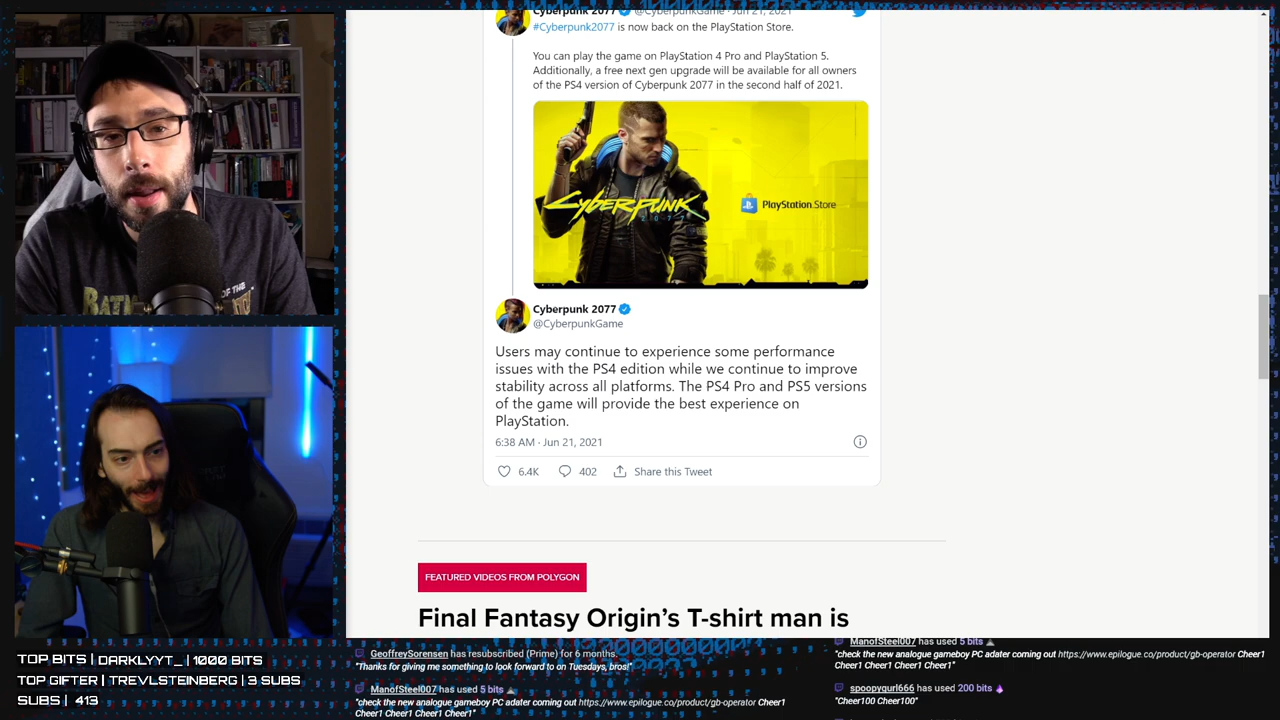 Cyberpunk 2077 @CyberpunkGame · Jun 21, 2021
#Cyberpunk2077 is now back on the PlayStation Store.
You can play the game on PlayStation 4 Pro and PlayStation 5.
Additionally, a free next gen upgrade will be available for all owners
of the PS4 version of Cyberpunk 2077 in the second half of 2021.
CYBERPUNK
2077
PlayStation.Store
Cyberpunk 2077
@CyberpunkGame
Users may continue to experience some performance
issues with the PS4 edition while we continue to improve
stability across all platforms. The PS4 Pro and PS5 versions
of the game will provide the best experience on
PlayStation.
6:38 AM · Jun 21, 2021
6.4K 402 Share this Tweet
FEATURED VIDEOS FROM POLYGON
Final Fantasy Origin's T-shirt man is
OF THE
TOP BITS | DARKLYYT_ | 1000 BITS
TOP GIFTER | TREVLSTEINBERG | 3 SUBS
SUBS | 413
GeoffreySorensen has resubscribed (Prime) for 6 months.
"Thanks for giving me something to look forward to on Tuesdays, bros!"
ManofSteel007 has used 5 bits
"check the new analogue gameboy PC adater coming out https://www.epilogue.co/product/gb-operator Cheer1
Cheer1 Cheer1 Cheer1 Cheer1"
ManofSteel007 has used 5 bits
"check the new analogue gameboy PC adater coming out https://www.epilogue.co/product/gb-operator Cheer1
Cheer1 Cheer1 Cheer1 Cheer1"
spoopygurl666 has used 200 bits
"Cheer100 Cheer100"